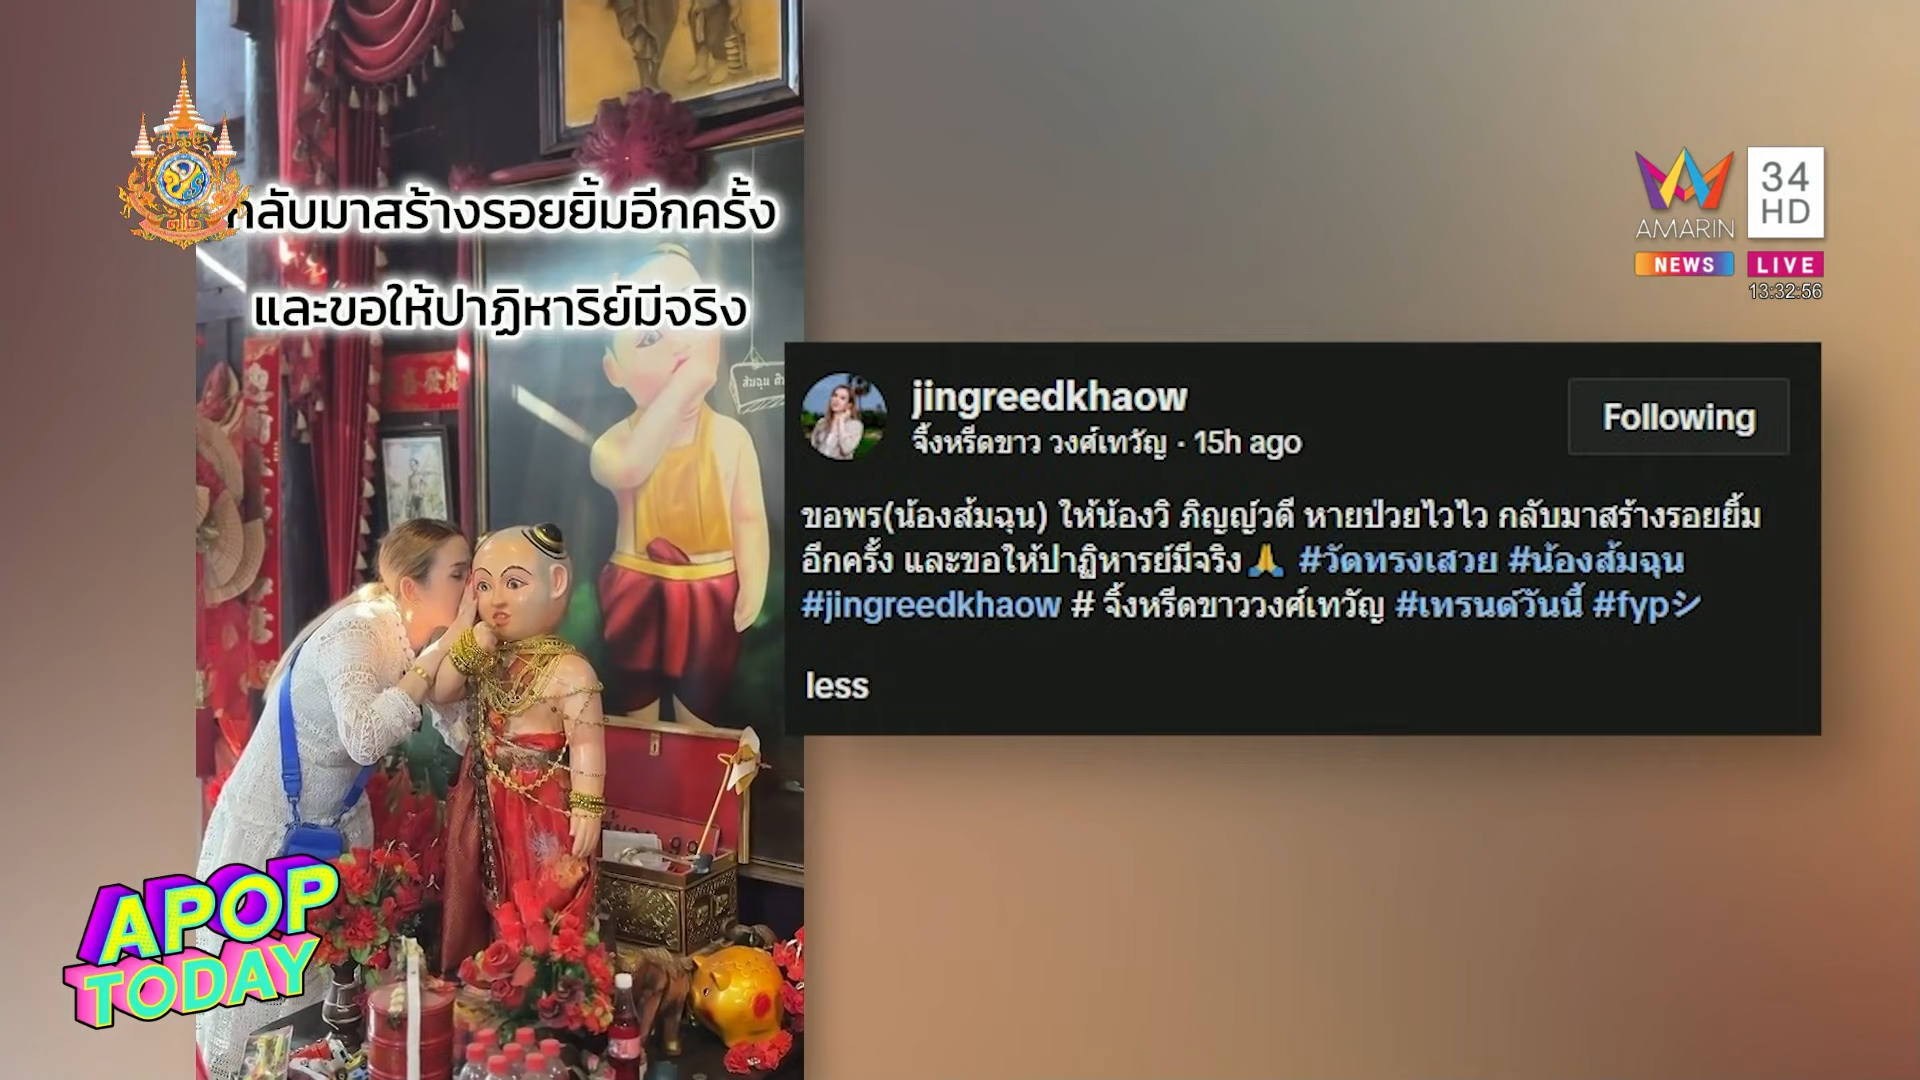 กลับมาสร้างรอยยิ้มอีกครั้ง
และขอให้ปาฏิหาริย์มีจริง
ส้มฉุน
AMARIN
34
HD
NEWS
LIVE
13:32:56
jingreedkhaow
จิ้งหรีดขาว วงศ์เทวัญ · 15h ago
Following
ขอพร(น้องส้มฉุน) ให้น้องวิ ภิญญ์วดี หายป่วยไวไว กลับมาสร้างรอยยิ้ม
อีกครั้ง และขอให้ปาฏิหารย์มีจริง🙏 #วัดทรงเสวย #น้องส้มฉุน
#jingreedkhaow # จิ้งหรีดขาววงศ์เทวัญ #เทรนด์วันนี้ #fypシ
less
APOP
TODAY